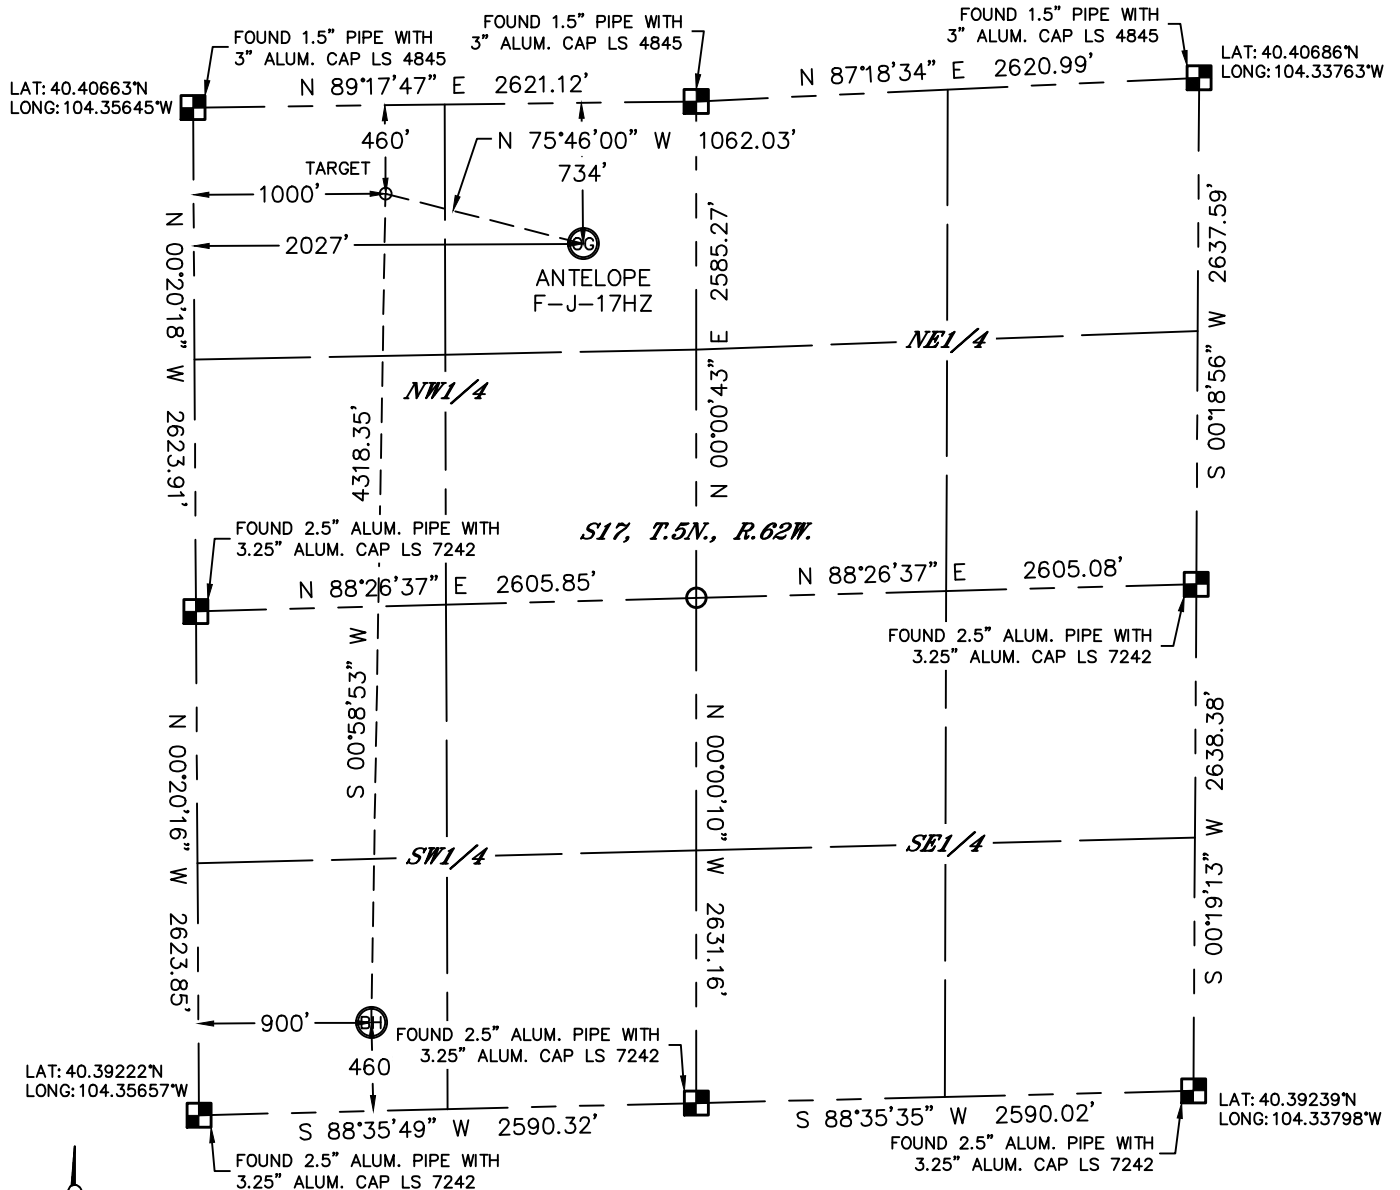 FOUND 1.5" PIPE WITH
3" ALUM. CAP LS 4845
FOUND 1.5" PIPE WITH
3" ALUM. CAP LS 4845
FOUND 1.5" PIPE WITH
3" ALUM. CAP LS 4845
LAT: 40.40663°N
LONG: 104.35645°W
LAT: 40.40686°N
LONG: 104.33763°W
N 89°17'47" E 2621.12'
N 87°18'34" E 2620.99'
460'
N 75°46'00" W 1062.03'
TARGET
734'
1000'
2027'
ANTELOPE
F-J-17HZ
N 00°20'18" W 2623.91'
N 00°0'43" E 2585.27'
S 00°18'56" W 2637.59'
NW1/4
NE1/4
4318.35'
S17, T.5N., R.62W.
FOUND 2.5" ALUM. PIPE WITH
3.25" ALUM. CAP LS 7242
N 88°26'37" E 2605.85'
N 88°26'37" E 2605.08'
FOUND 2.5" ALUM. PIPE WITH
3.25" ALUM. CAP LS 7242
S 00°58'53" W
N 00°20'16" W 2623.85'
N 00°00'10" W 2631.16'
S 00°19'13" W 2638.38'
SW1/4
SE1/4
900'
BH
460
FOUND 2.5" ALUM. PIPE WITH
3.25" ALUM. CAP LS 7242
LAT: 40.39222°N
LONG: 104.35657°W
LAT: 40.39239°N
LONG: 104.33798°W
S 88°35'49" W 2590.32'
S 88°35'35" W 2590.02'
FOUND 2.5" ALUM. PIPE WITH
3.25" ALUM. CAP LS 7242
FOUND 2.5" ALUM. PIPE WITH
3.25" ALUM. CAP LS 7242